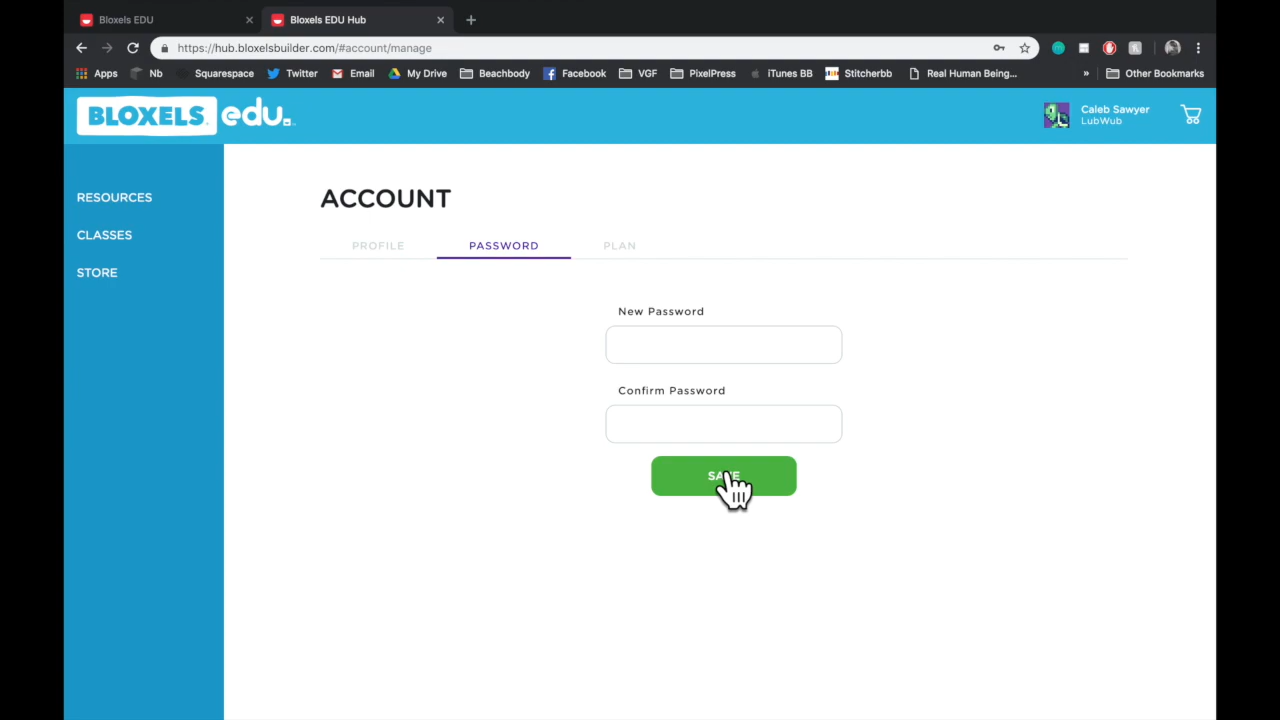 Bloxels EDU
Bloxels EDU Hub
https://hub.bloxelsbuilder.com/#account/manage
Apps Nb Squarespace Twitter Email My Drive Beachbody Facebook VGF PixelPress iTunes BB Stitcherbb Real Human Being... » Other Bookmarks
BLOXELS edu.
Caleb Sawyer
LubWub
RESOURCES
CLASSES
STORE
ACCOUNT
PROFILE PASSWORD PLAN
New Password
Confirm Password
SAVE